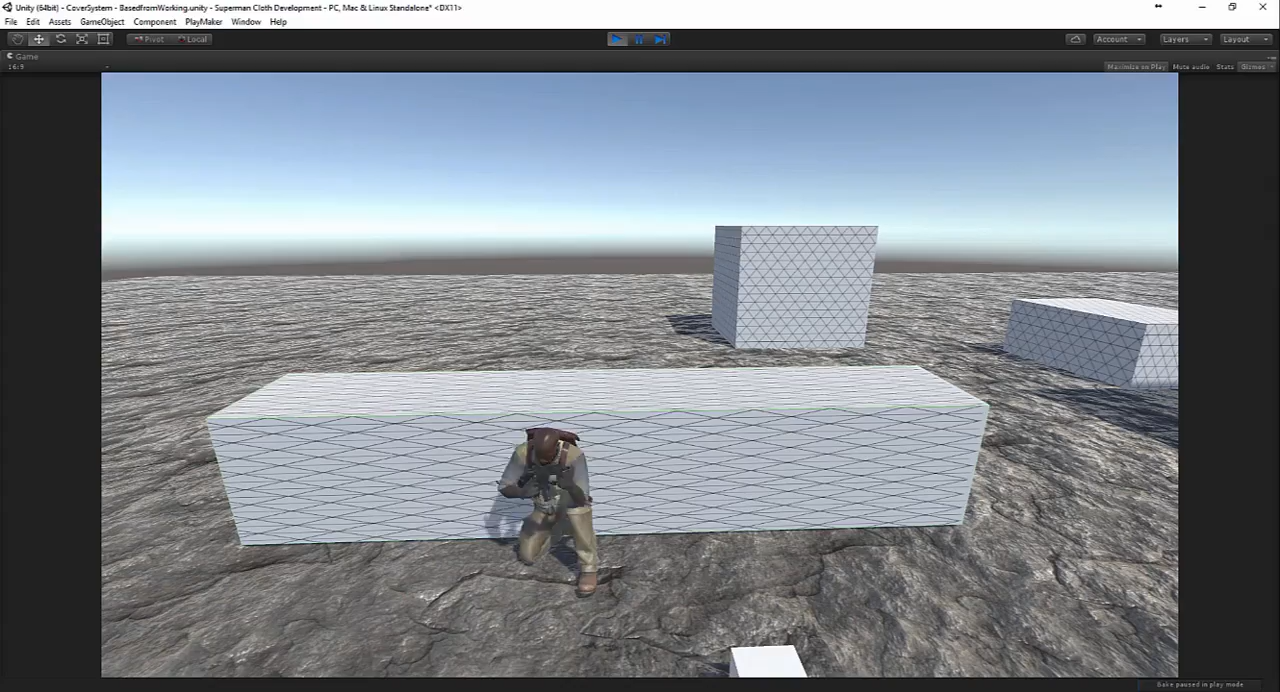 Unity (64bit) - CoverSystem - BasedfromWorking.unity - Superman Cloth Development - PC, Mac & Linux Standalone* <DX11>
File Edit Assets GameObject Component PlayMaker Window Help
Pivot Local Account Layers Layout
Game
16:9 Maximize on Play Mute audio Stats Gizmos
Bake paused in play mode